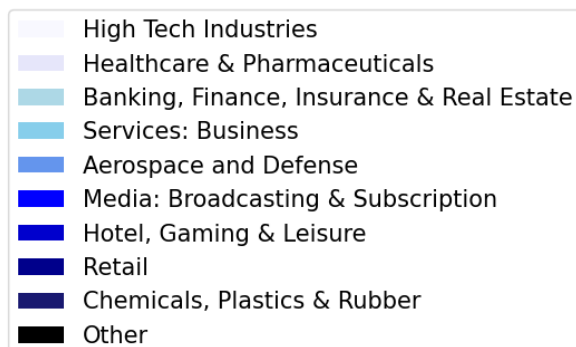 High Tech Industries
Healthcare & Pharmaceuticals
Banking, Finance, Insurance & Real Estate
Services: Business
Aerospace and Defense
Media: Broadcasting & Subscription
Hotel, Gaming & Leisure
Retail
Chemicals, Plastics & Rubber
Other